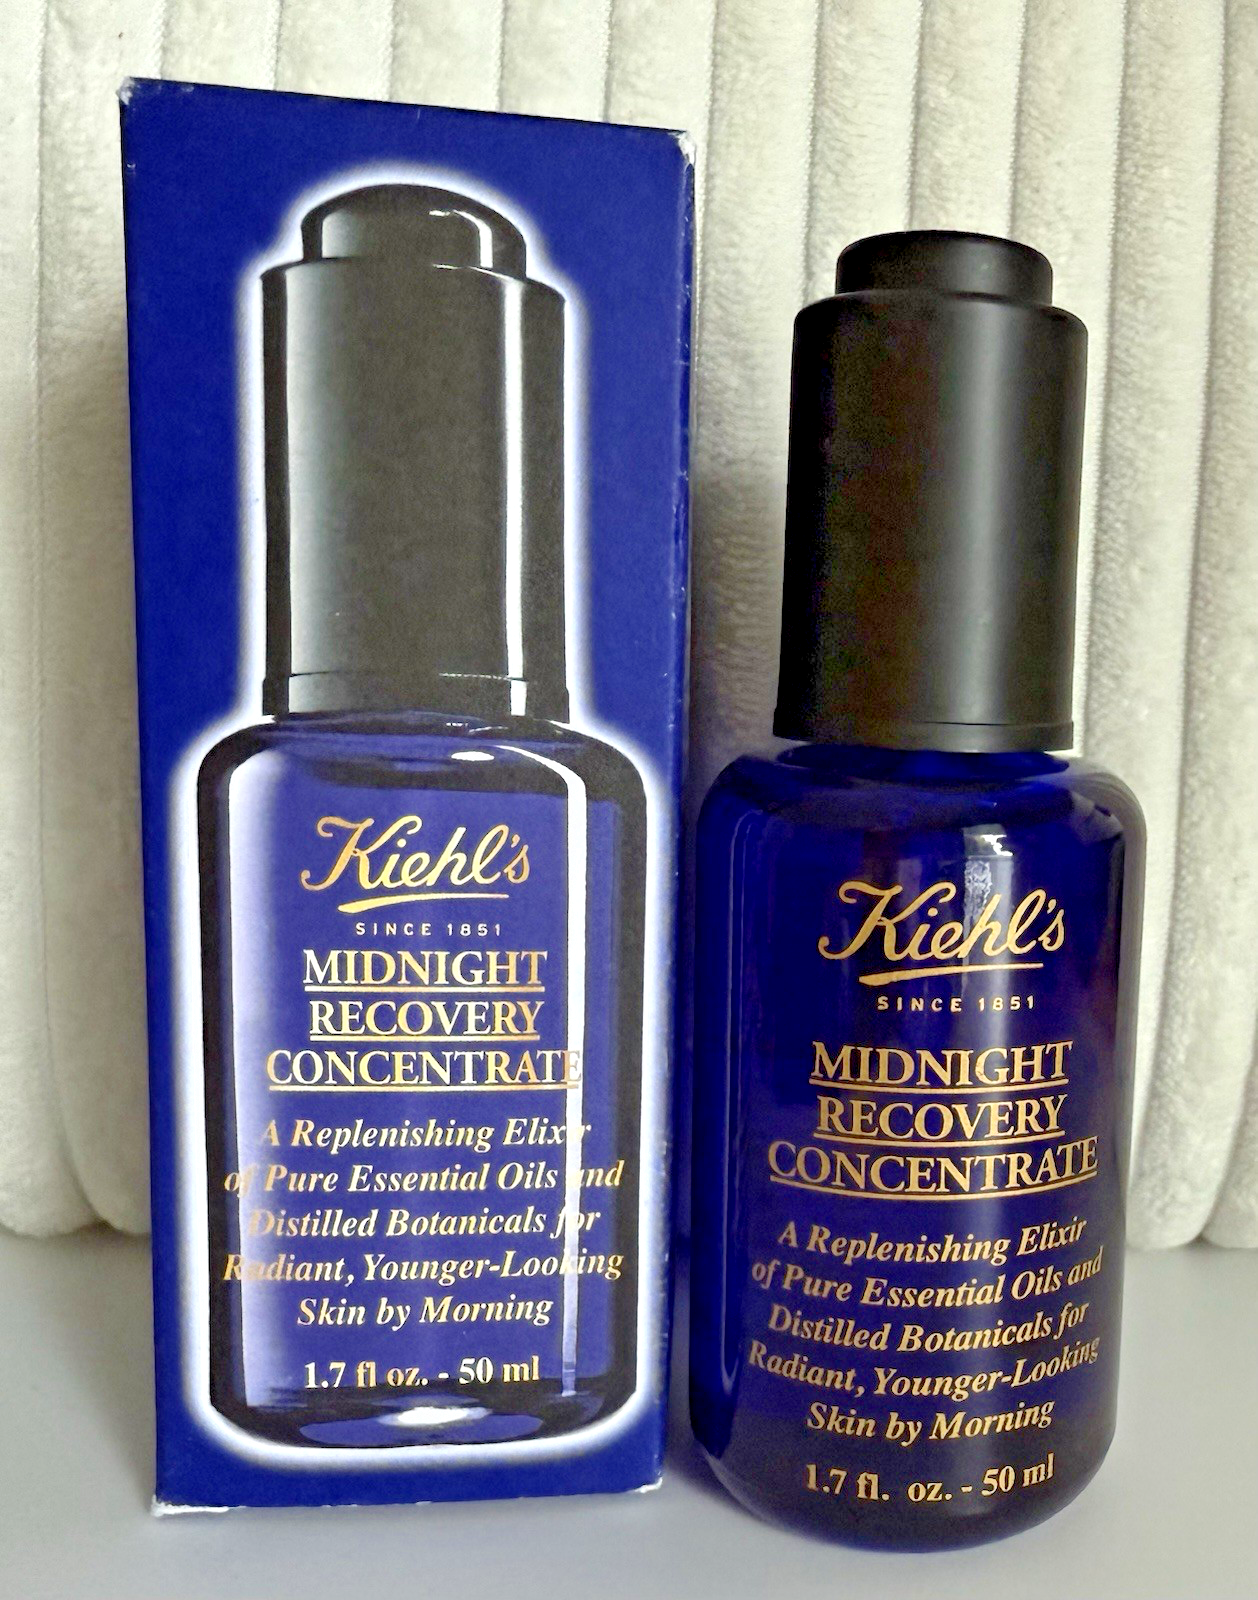 Kiehl's
SINCE 1851
MIDNIGHT
RECOVERY
CONCENTRATE
A Replenishing Elixir
of Pure Essential Oils and
Distilled Botanicals for
Radiant, Younger-Looking
Skin by Morning
1.7 fl oz. - 50 ml
Kiehl's
SINCE 1851
MIDNIGHT
RECOVERY
CONCENTRATE
A Replenishing Elixir
of Pure Essential Oils and
Distilled Botanicals for
Radiant, Younger-Looking
Skin by Morning
1.7 fl. oz. - 50 ml